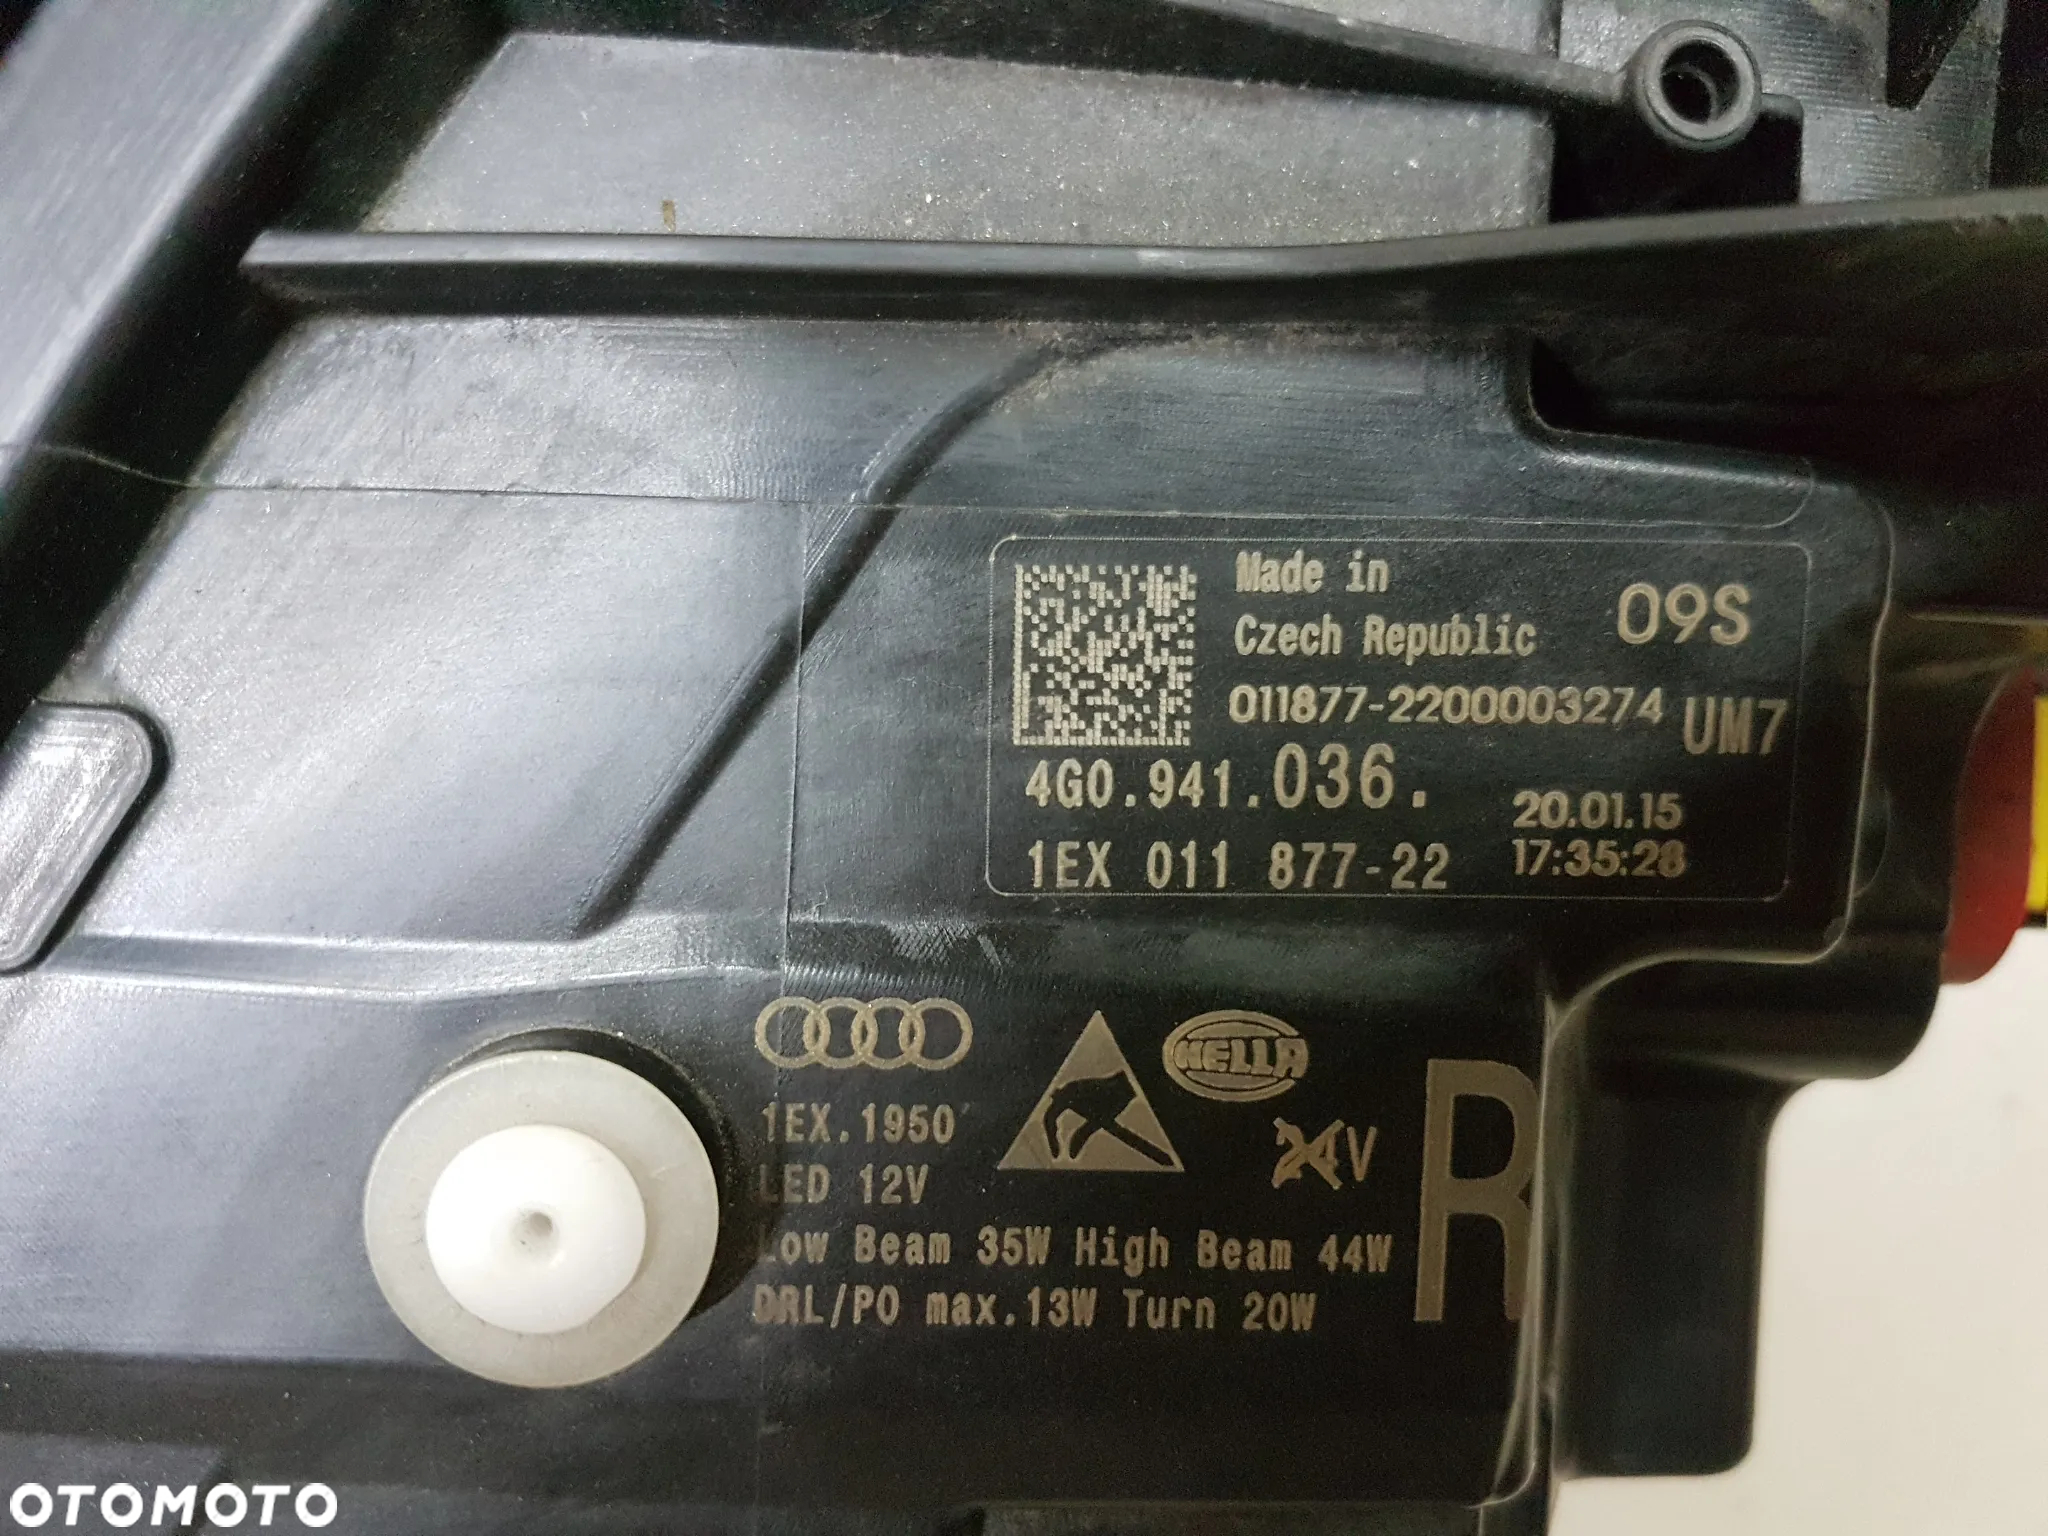 Made in
Czech Republic
09S
011877-2200003274
UM7
4G0.941.036.
1EX 011 877-22
20.01.15
17:35:28
HELLA
1EX.1950
LED 12V
24V
R
Low Beam 35W High Beam 44W
DRL/PO max.13W Turn 20W
OTOMOTO